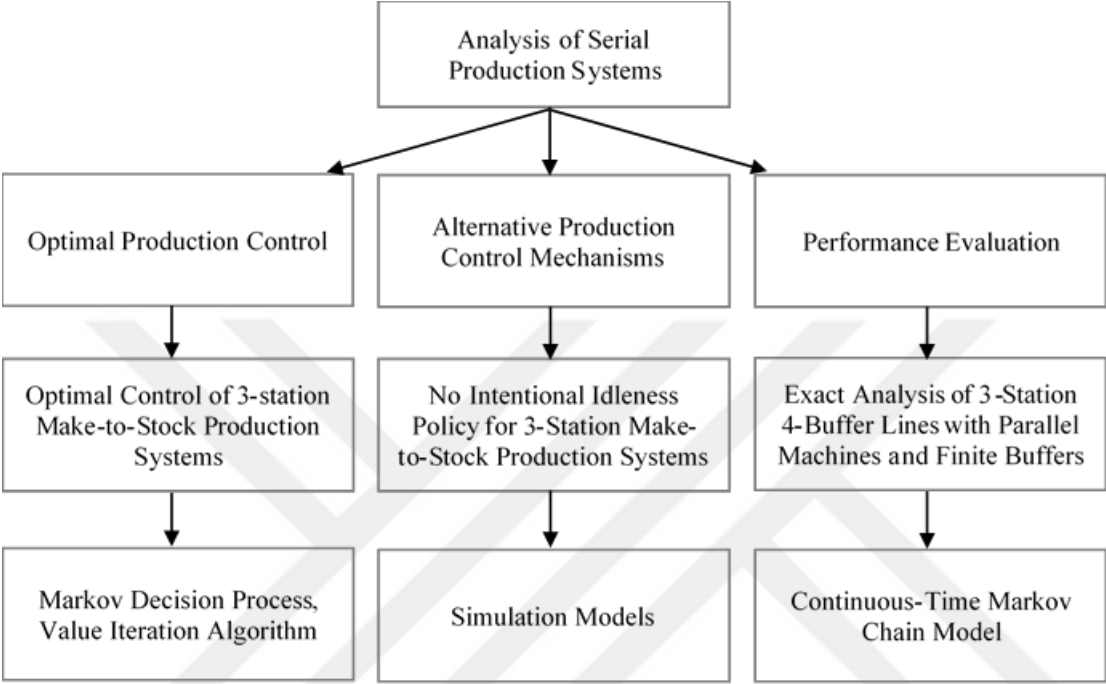 Analysis of Serial
Production Systems
Optimal Production Control
Alternative Production
Control Mechanisms
Performance Evaluation
Optimal Control of 3-station
Make-to-Stock Production
Systems
No Intentional Idleness
Policy for 3-Station Make-
to-Stock Production Systems
Exact Analysis of 3-Station
4-Buffer Lines with Parallel
Machines and Finite Buffers
Markov Decision Process,
Value Iteration Algorithm
Simulation Models
Continuous-Time Markov
Chain Model